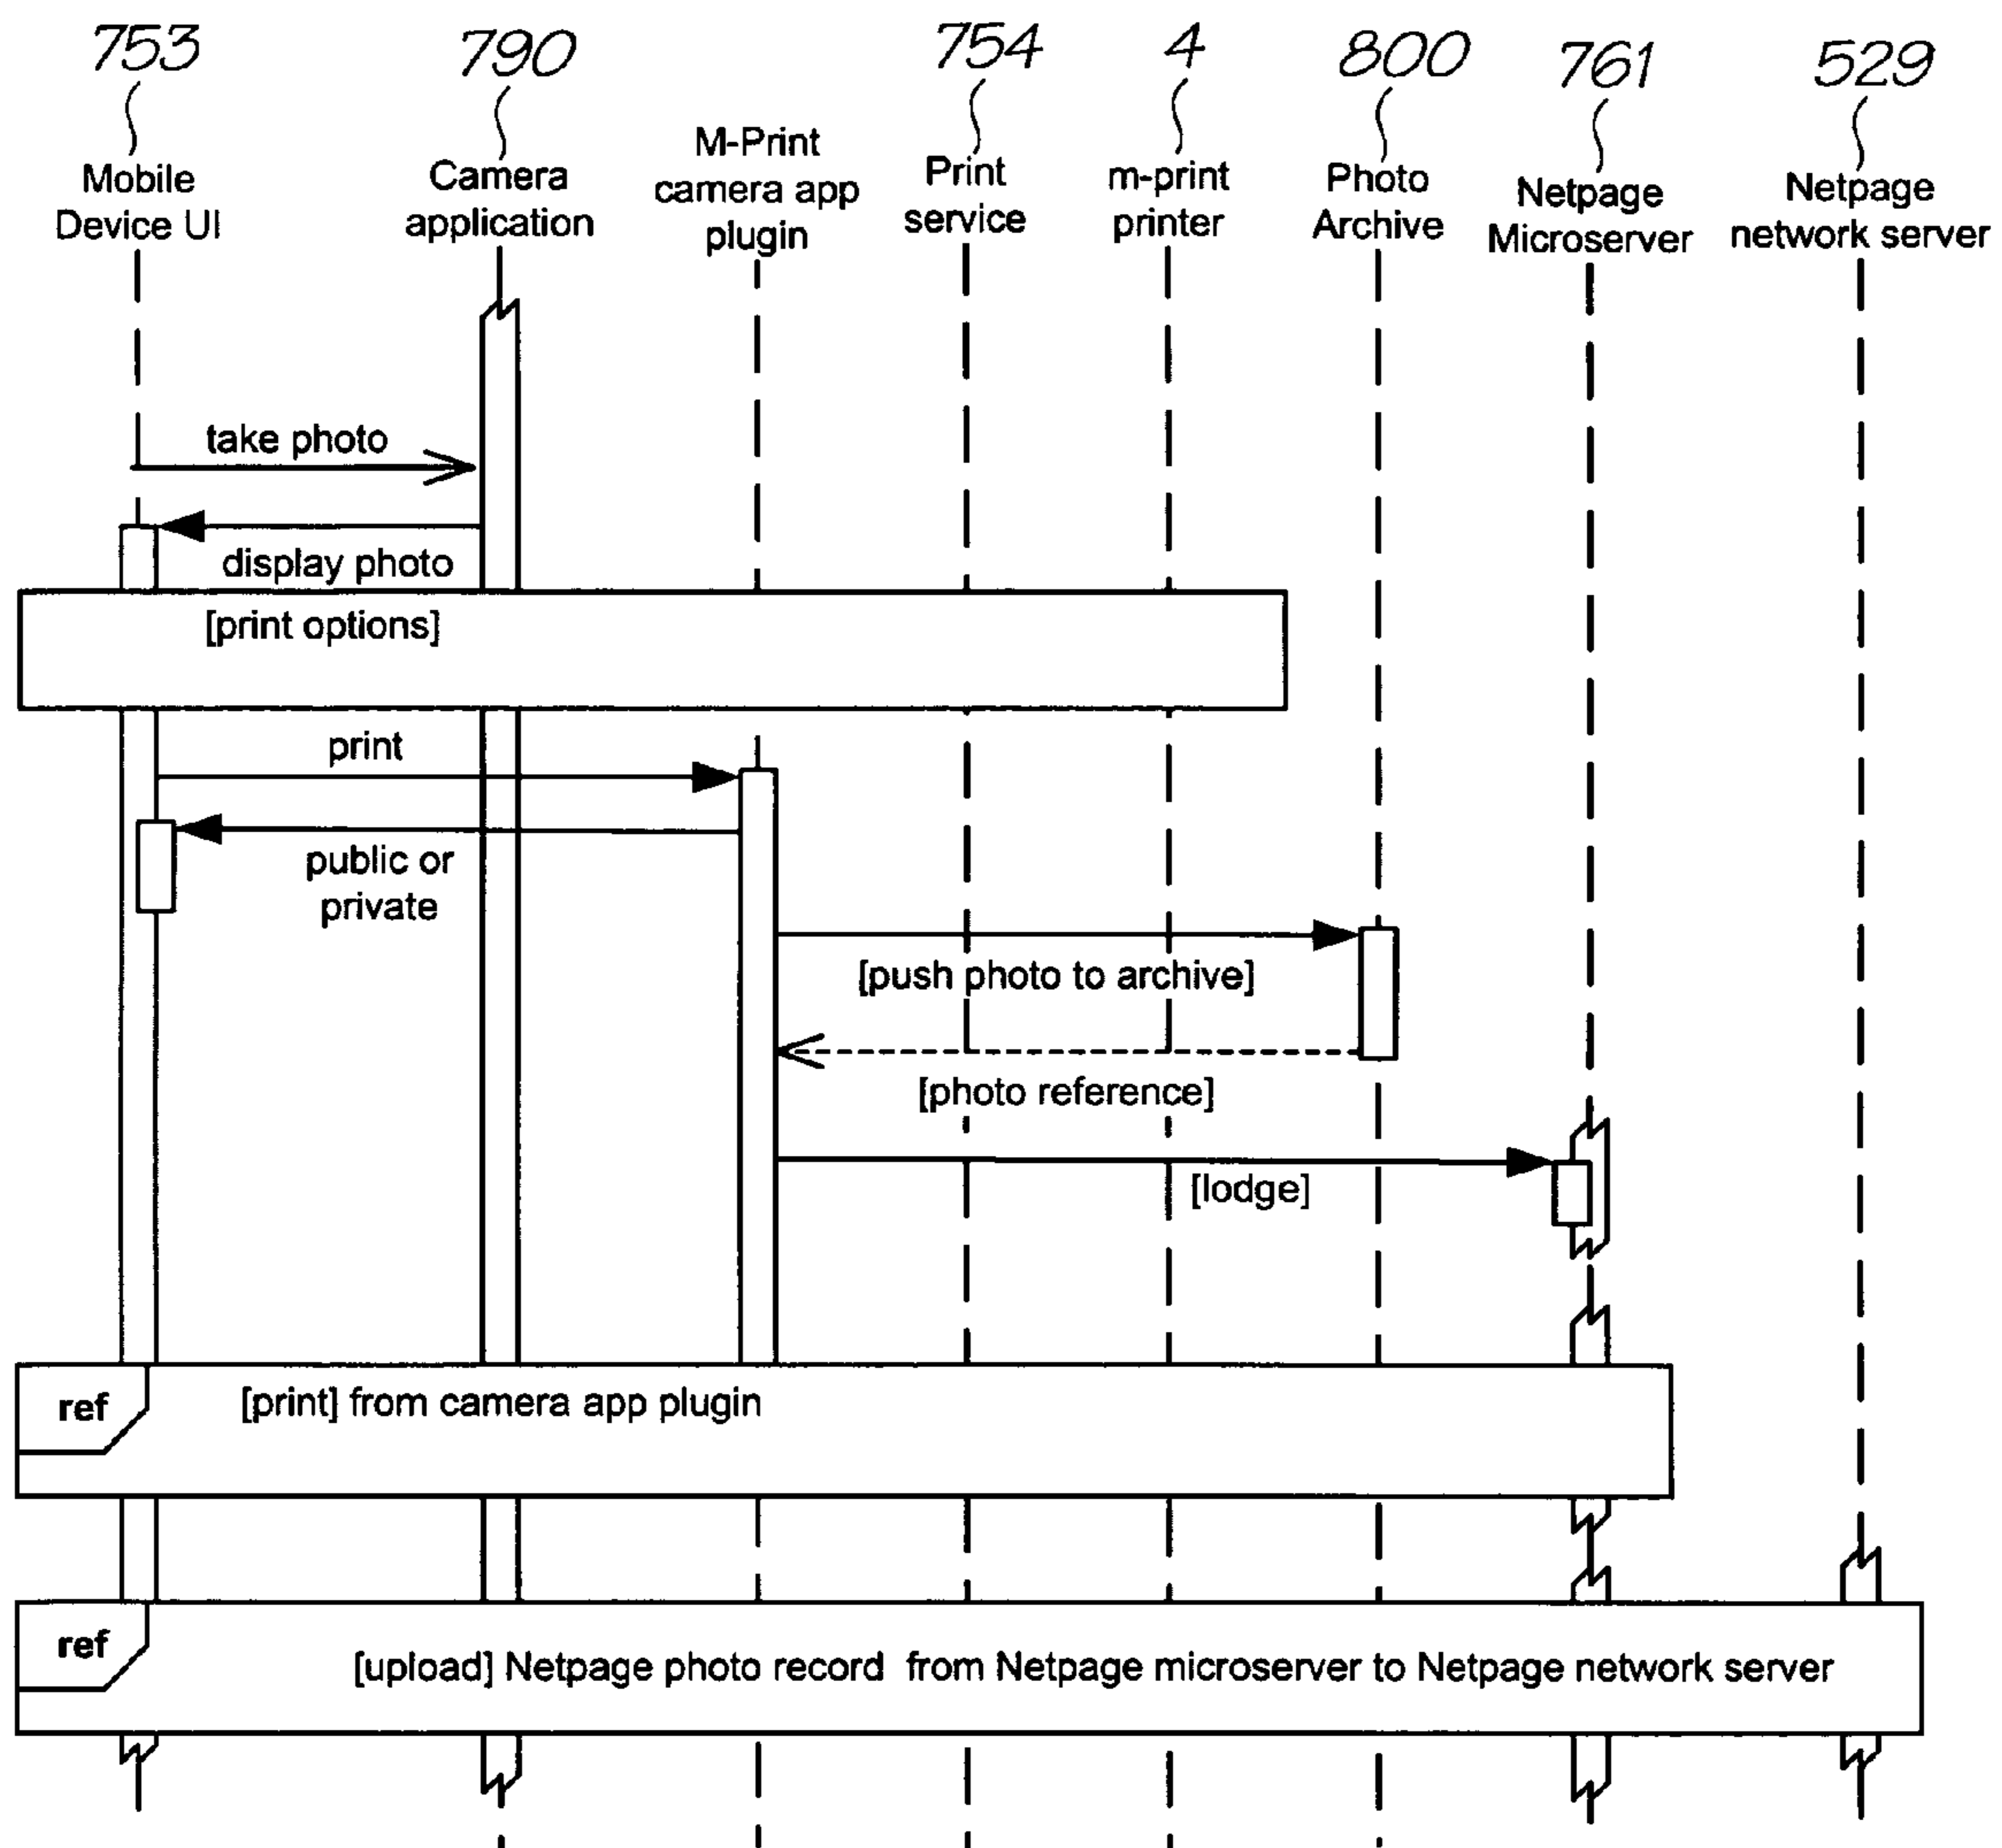 753
790
754
4
800
761
529
Mobile
Device UI
Camera
application
M-Print
camera app
plugin
Print
service
m-print
printer
Photo
Archive
Netpage
Microserver
Netpage
network server
take photo
display photo
[print options]
print
public or
private
[push photo to archive]
[photo reference]
[lodge]
ref
[print] from camera app plugin
ref
[upload] Netpage photo record from Netpage microserver to Netpage network server